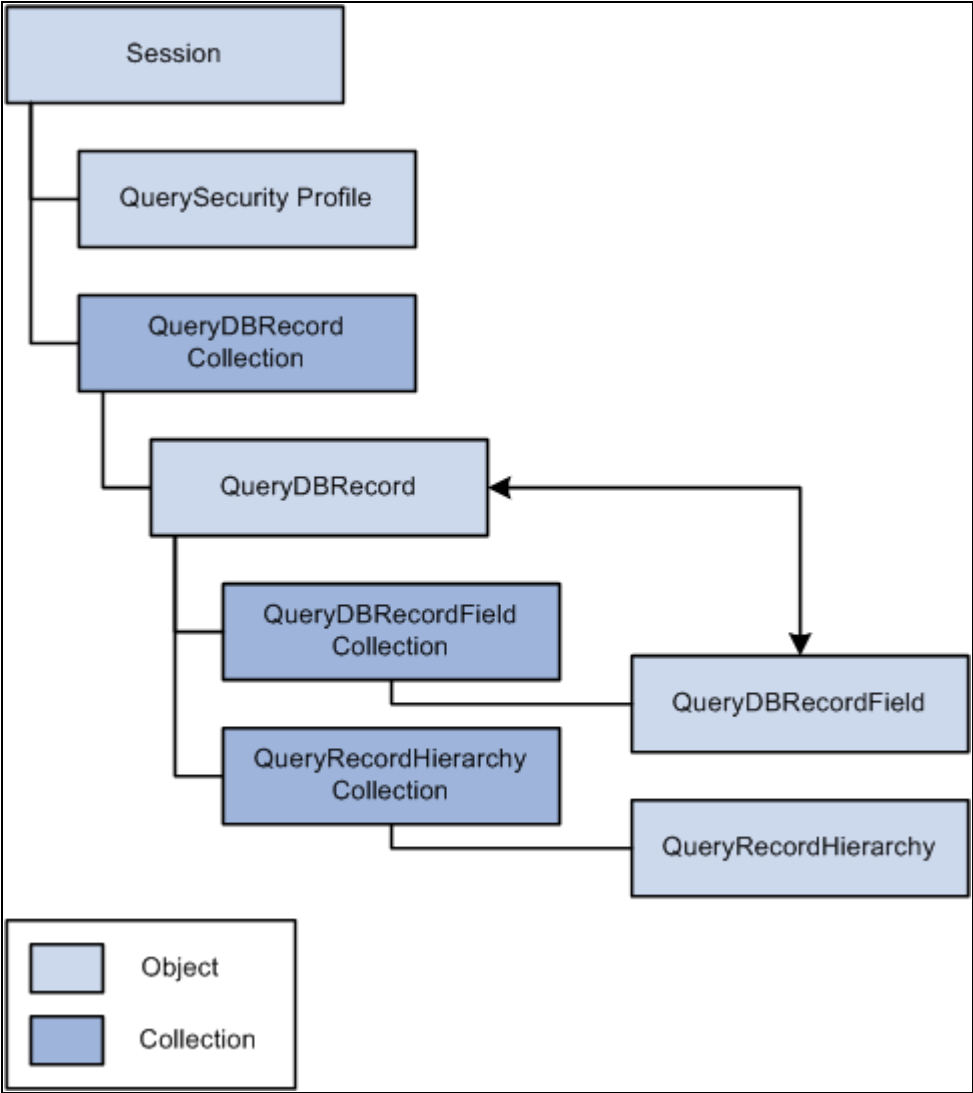 Session
QuerySecurity Profile
QueryDBRecord
Collection
QueryDBRecord
QueryDBRecordField
Collection
QueryDBRecordField
QueryRecordHierarchy
Collection
QueryRecordHierarchy
Object
Collection